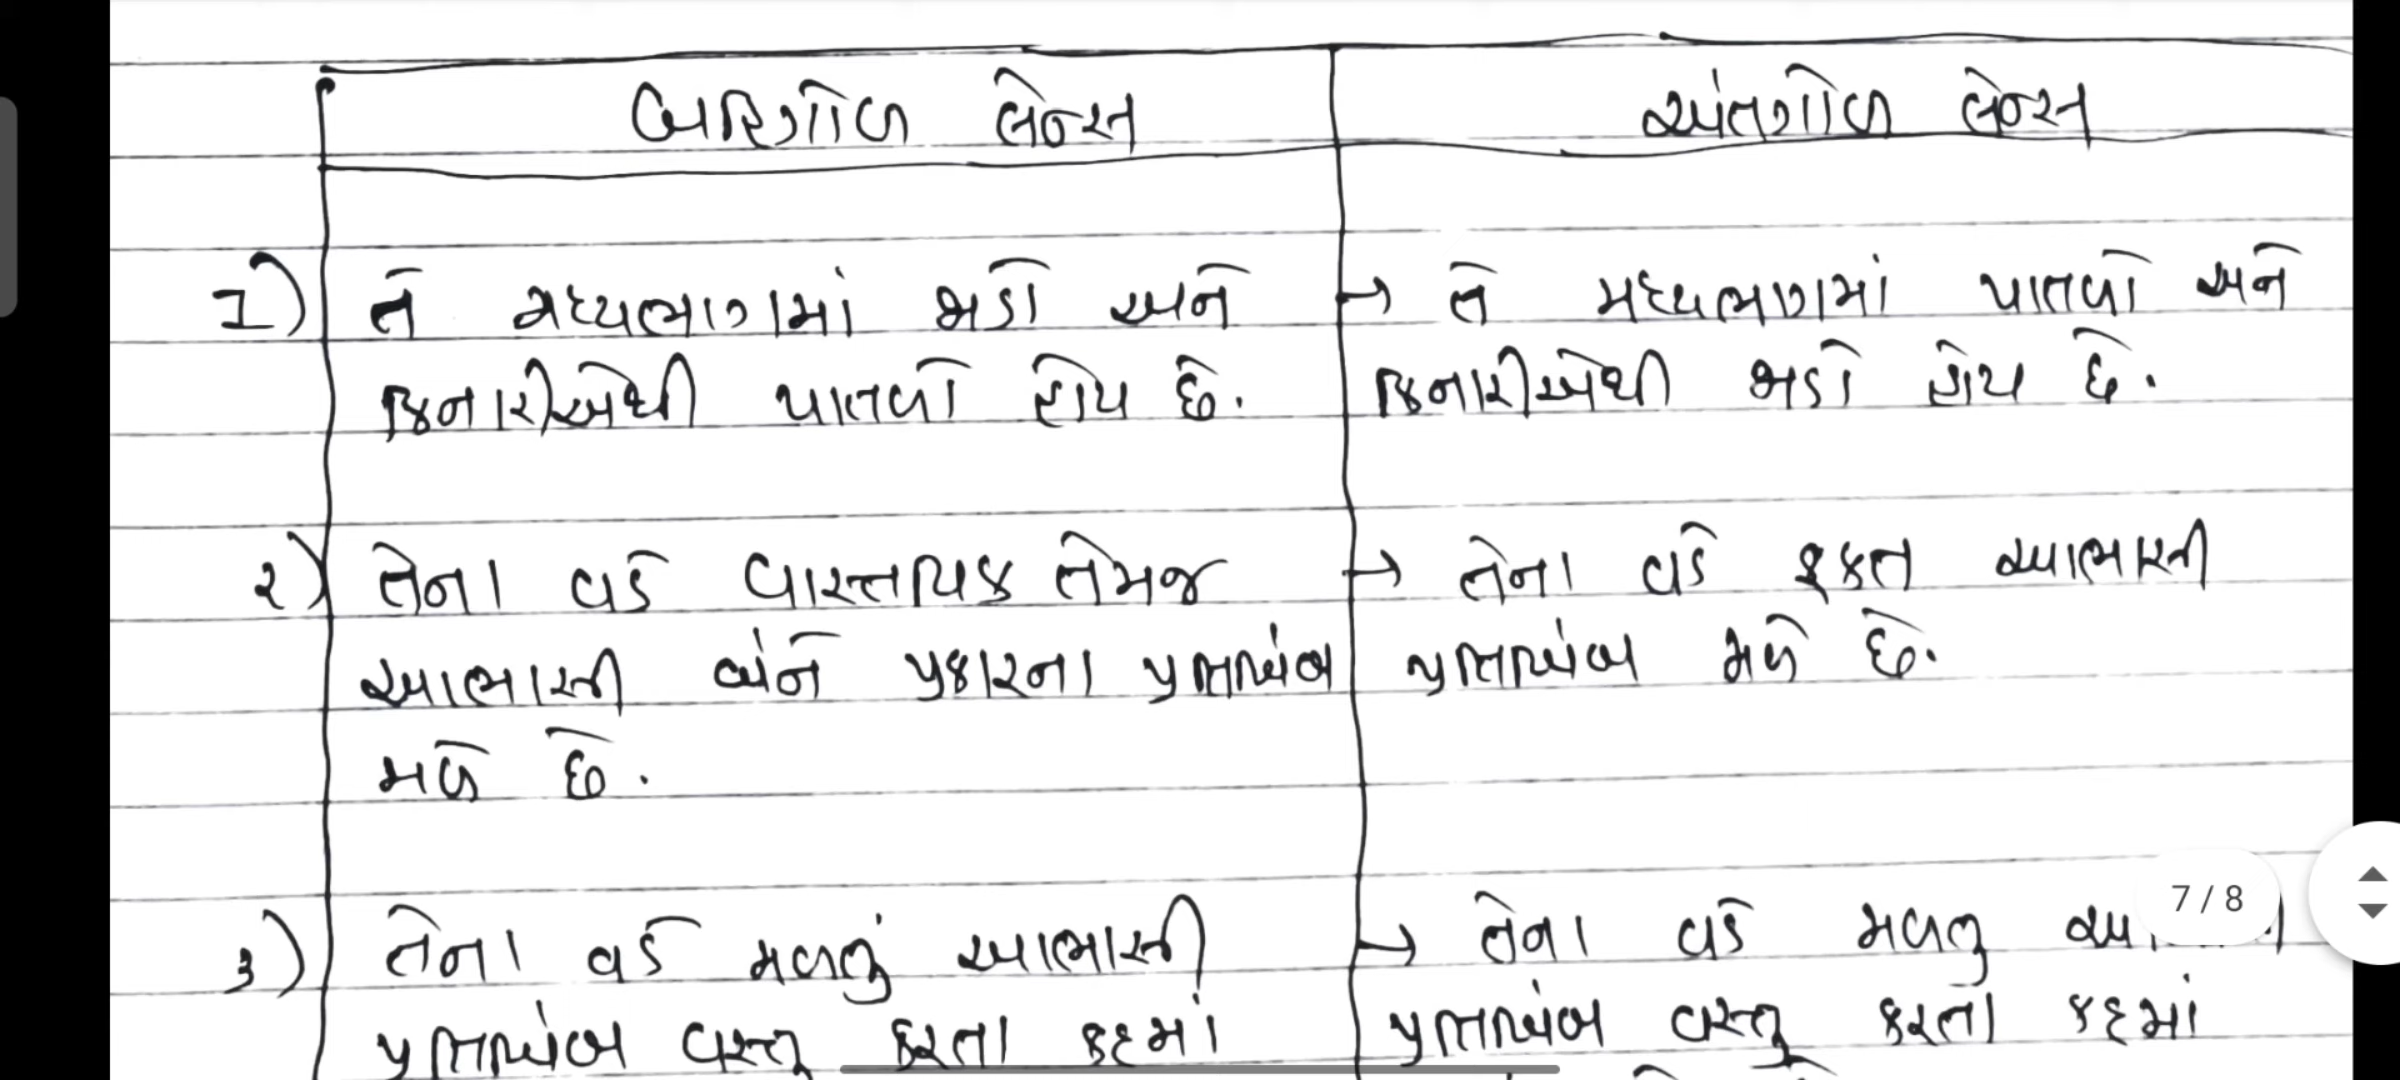 બહિર્ગોળ લેન્સ
અંતર્ગોળ લેન્સ
1) તે મધ્યભાગમાં જાડો અને
કિનારીએથી પાતળો હોય છે.
→ તે મધ્યભાગમાં પાતળો અને
કિનારીએથી જાડો હોય છે.
૨) તેના વડે વાસ્તવિક તેમજ
આભાસી બંને પ્રકારના પ્રતિબિંબ
મળે છે.
→ તેના વડે ફક્ત આભાસી
પ્રતિબિંબ મળે છે.
૩) તેના વડે મળતું આભાસી
પ્રતિબિંબ વસ્તુ કરતા કદમાં
→ તેના વડે મળતુ
પ્રતિબિંબ વસ્તુ કરતા કદમાં
7 / 8